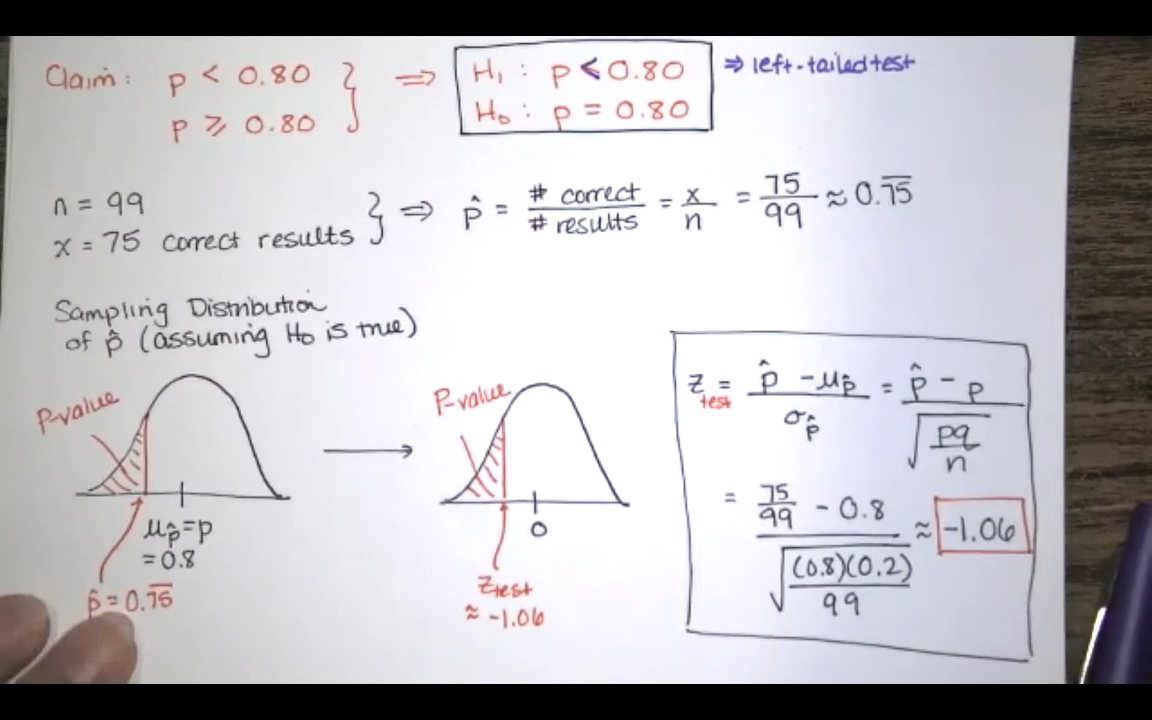 Claim: p < 0.80 } ⇒ H₁ : p < 0.80 ⇒ left-tailed test
p ≥ 0.80 H₀ : p = 0.80
n = 99
x = 75 correct results } ⇒ p̂ = # correct / # results = x / n = 75 / 99 ≈ 0.7̅5̅
Sampling Distribution
of p̂ (assuming H₀ is true)
P-value
μp̂ = p
= 0.8
p̂ = 0.7̅5̅
P-value
0
z test
≈ -1.06
z test = (p̂ - μp̂) / σp̂ = (p̂ - p) / √(pq / n)
= (75/99 - 0.8) / √((0.8)(0.2) / 99) ≈ -1.06